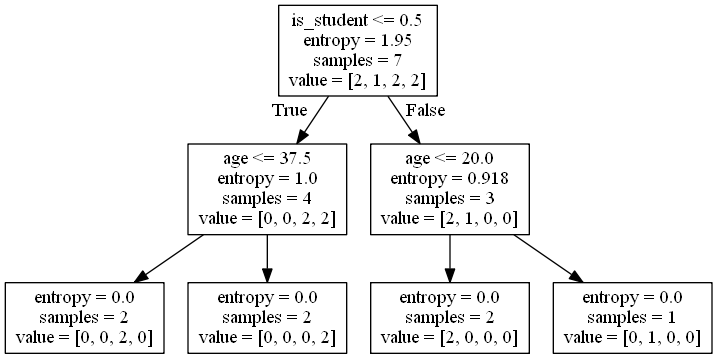 is_student <= 0.5
entropy = 1.95
samples = 7
value = [2, 1, 2, 2]
True
False
age <= 37.5
entropy = 1.0
samples = 4
value = [0, 0, 2, 2]
age <= 20.0
entropy = 0.918
samples = 3
value = [2, 1, 0, 0]
entropy = 0.0
samples = 2
value = [0, 0, 2, 0]
entropy = 0.0
samples = 2
value = [0, 0, 0, 2]
entropy = 0.0
samples = 2
value = [2, 0, 0, 0]
entropy = 0.0
samples = 1
value = [0, 1, 0, 0]